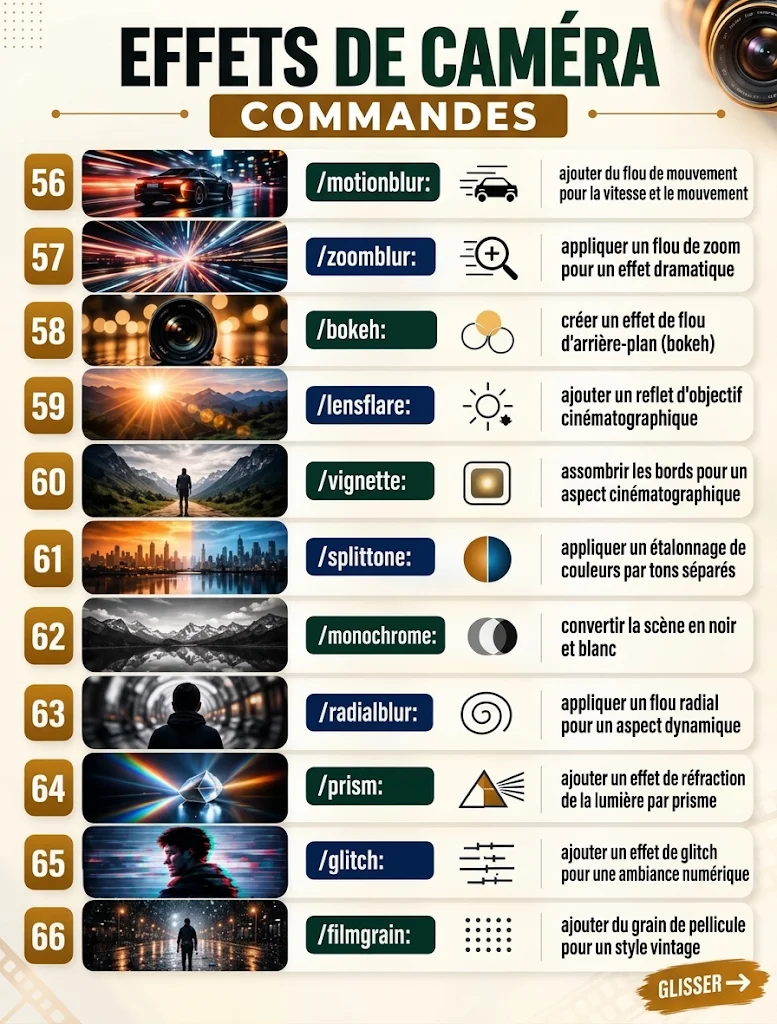 EFFETS DE CAMÉRA
COMMANDES
56
/motionblur:
ajouter du flou de mouvement
pour la vitesse et le mouvement
57
/zoomblur:
appliquer un flou de zoom
pour un effet dramatique
58
/bokeh:
créer un effet de flou
d'arrière-plan (bokeh)
59
/lensflare:
ajouter un reflet d'objectif
cinématographique
60
/vignette:
assombrir les bords pour un
aspect cinématographique
61
/splittone:
appliquer un étalonnage de
couleurs par tons séparés
62
/monochrome:
convertir la scène en noir
et blanc
63
/radialblur:
appliquer un flou radial
pour un aspect dynamique
64
/prism:
ajouter un effet de réfraction
de la lumière par prisme
65
/glitch:
ajouter un effet de glitch
pour une ambiance numérique
66
/filmgrain:
ajouter du grain de pellicule
pour un style vintage
GLISSER